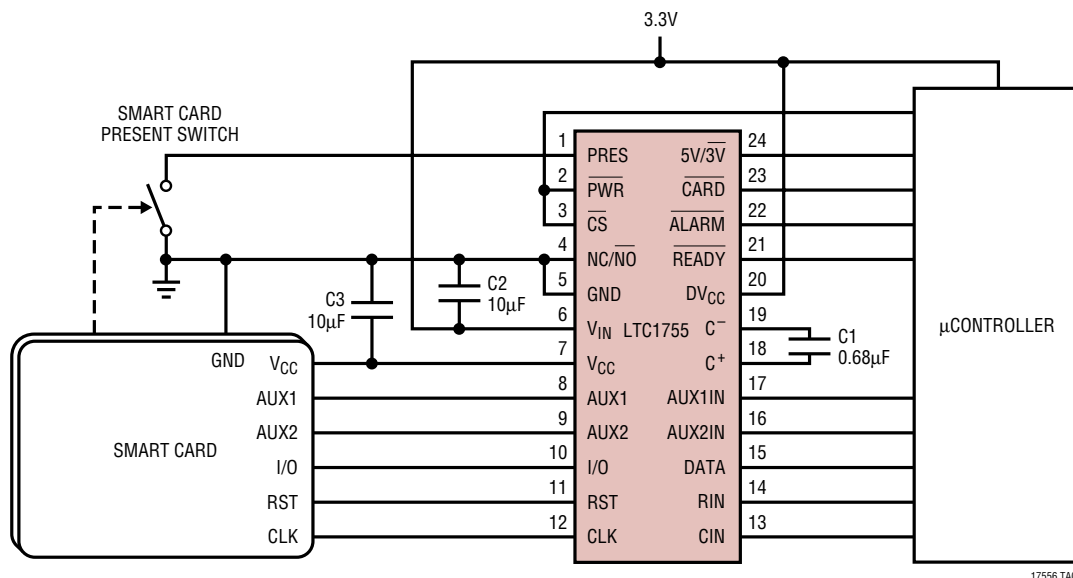 3.3V
SMART CARD
PRESENT SWITCH
1
PRES
5V/3V
24
2
PWR
CARD
23
3
CS
ALARM
22
4
NC/NO
READY
21
5
GND
DVCC
20
6
VIN
LTC1755
C–
19
7
VCC
C+
18
8
AUX1
AUX1IN
17
9
AUX2
AUX2IN
16
10
I/O
DATA
15
11
RST
RIN
14
12
CLK
CIN
13
C3
10µF
C2
10µF
C1
0.68µF
µCONTROLLER
GND
VCC
AUX1
AUX2
SMART CARD
I/O
RST
CLK